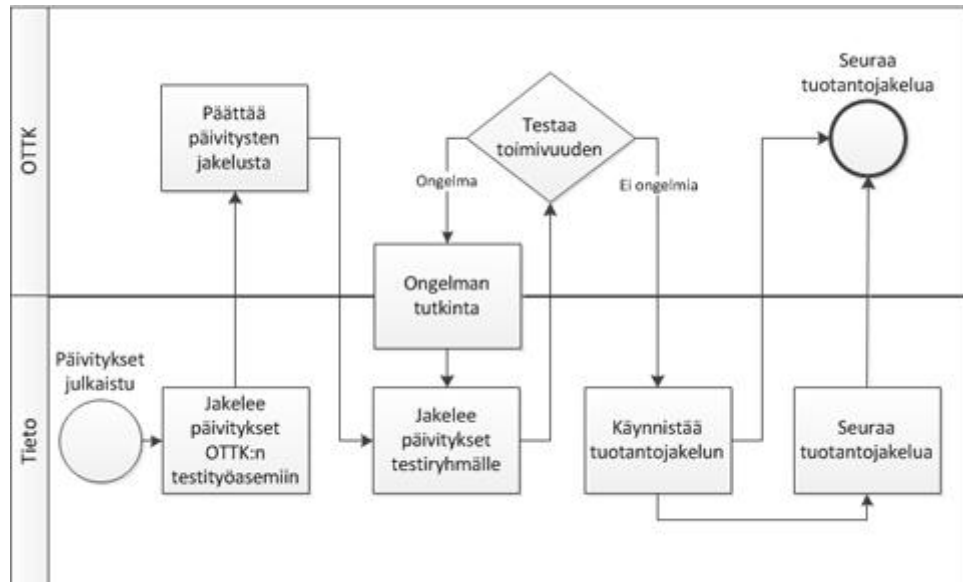 OTTK
Päättää
päivitysten
jakelusta
Testaa
toimivuuden
Seuraa
tuotantojakelua
Ongelma
Ei ongelmia
Ongelman
tutkinta
Tieto
Päivitykset
julkaistu
Jakelee
päivitykset
OTTK:n
testityöasemiin
Jakelee
päivitykset
testiryhmälle
Käynnistää
tuotantojakelun
Seuraa
tuotantojakelua